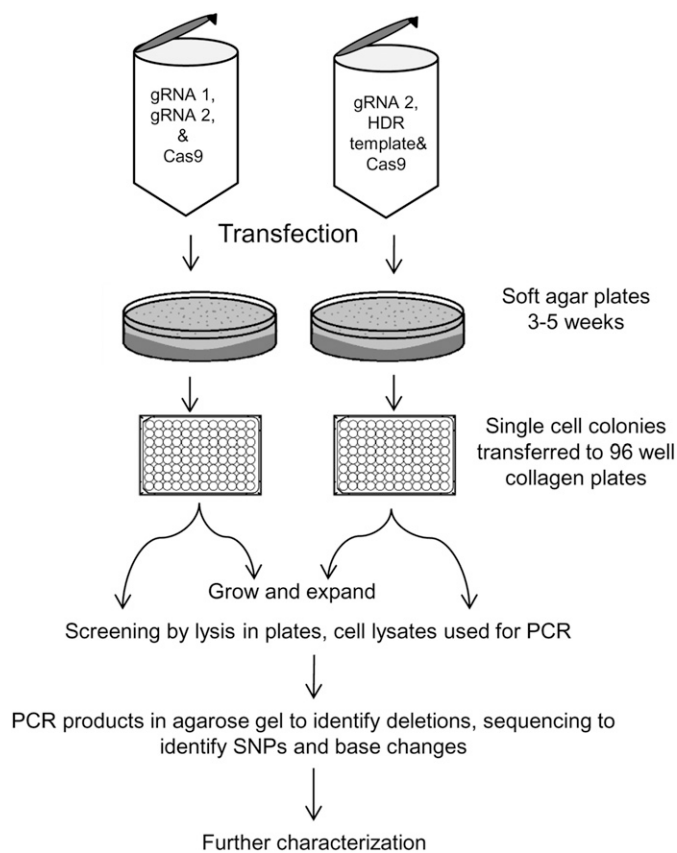 gRNA 1,
gRNA 2,
&
Cas9
gRNA 2,
HDR
template&
Cas9
Transfection
Soft agar plates
3-5 weeks
Single cell colonies
transferred to 96 well
collagen plates
Grow and expand
Screening by lysis in plates, cell lysates used for PCR
PCR products in agarose gel to identify deletions, sequencing to
identify SNPs and base changes
Further characterization